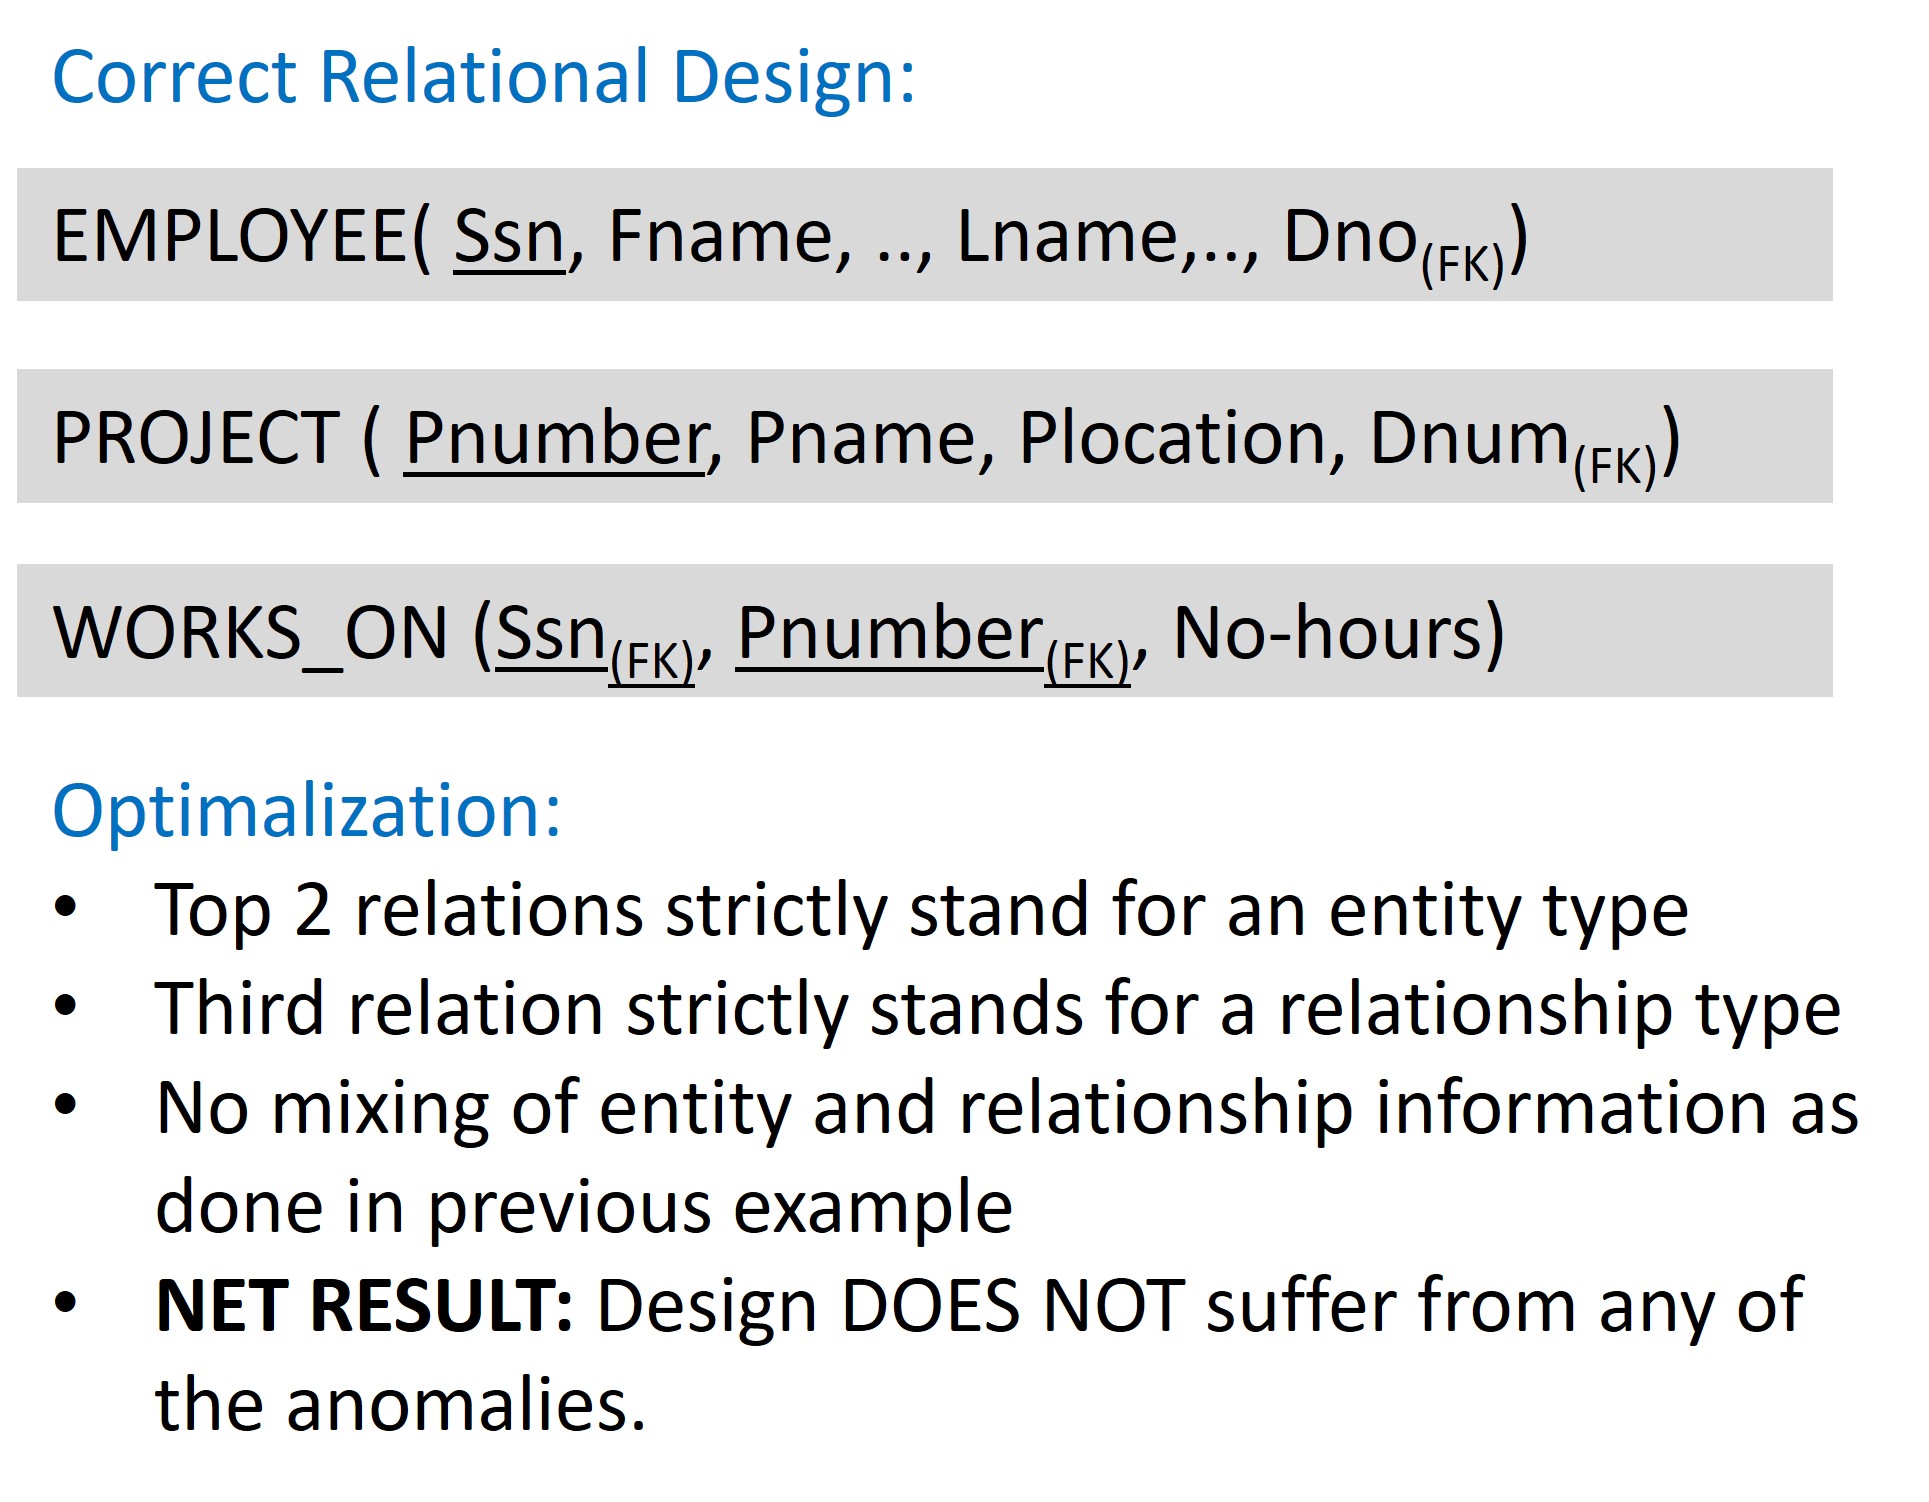 Correct Relational Design:
EMPLOYEE( Ssn, Fname, .., Lname,.., Dno(FK))
PROJECT ( Pnumber, Pname, Plocation, Dnum(FK))
WORKS_ON (Ssn(FK), Pnumber(FK), No-hours)
Optimalization:
• Top 2 relations strictly stand for an entity type
• Third relation strictly stands for a relationship type
• No mixing of entity and relationship information as
done in previous example
• NET RESULT: Design DOES NOT suffer from any of
the anomalies.